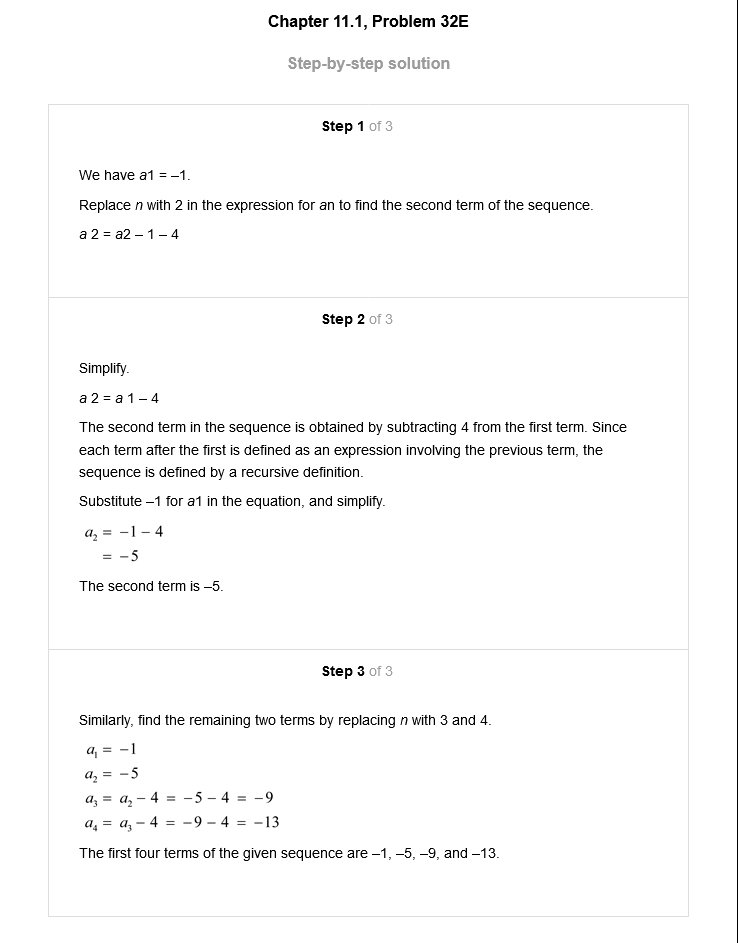 Chapter 11.1, Problem 32E
Step-by-step solution
Step 1 of 3
We have a1 = –1.
Replace n with 2 in the expression for an to find the second term of the sequence.
a 2 = a2 – 1 – 4
Step 2 of 3
Simplify.
a 2 = a 1 – 4
The second term in the sequence is obtained by subtracting 4 from the first term. Since
each term after the first is defined as an expression involving the previous term, the
sequence is defined by a recursive definition.
Substitute –1 for a1 in the equation, and simplify.
a₂ = −1 − 4
= −5
The second term is –5.
Step 3 of 3
Similarly, find the remaining two terms by replacing n with 3 and 4.
a₁ = −1
a₂ = −5
a₃ = a₂ − 4 = −5 − 4 = −9
a₄ = a₃ − 4 = −9 − 4 = −13
The first four terms of the given sequence are –1, –5, –9, and –13.